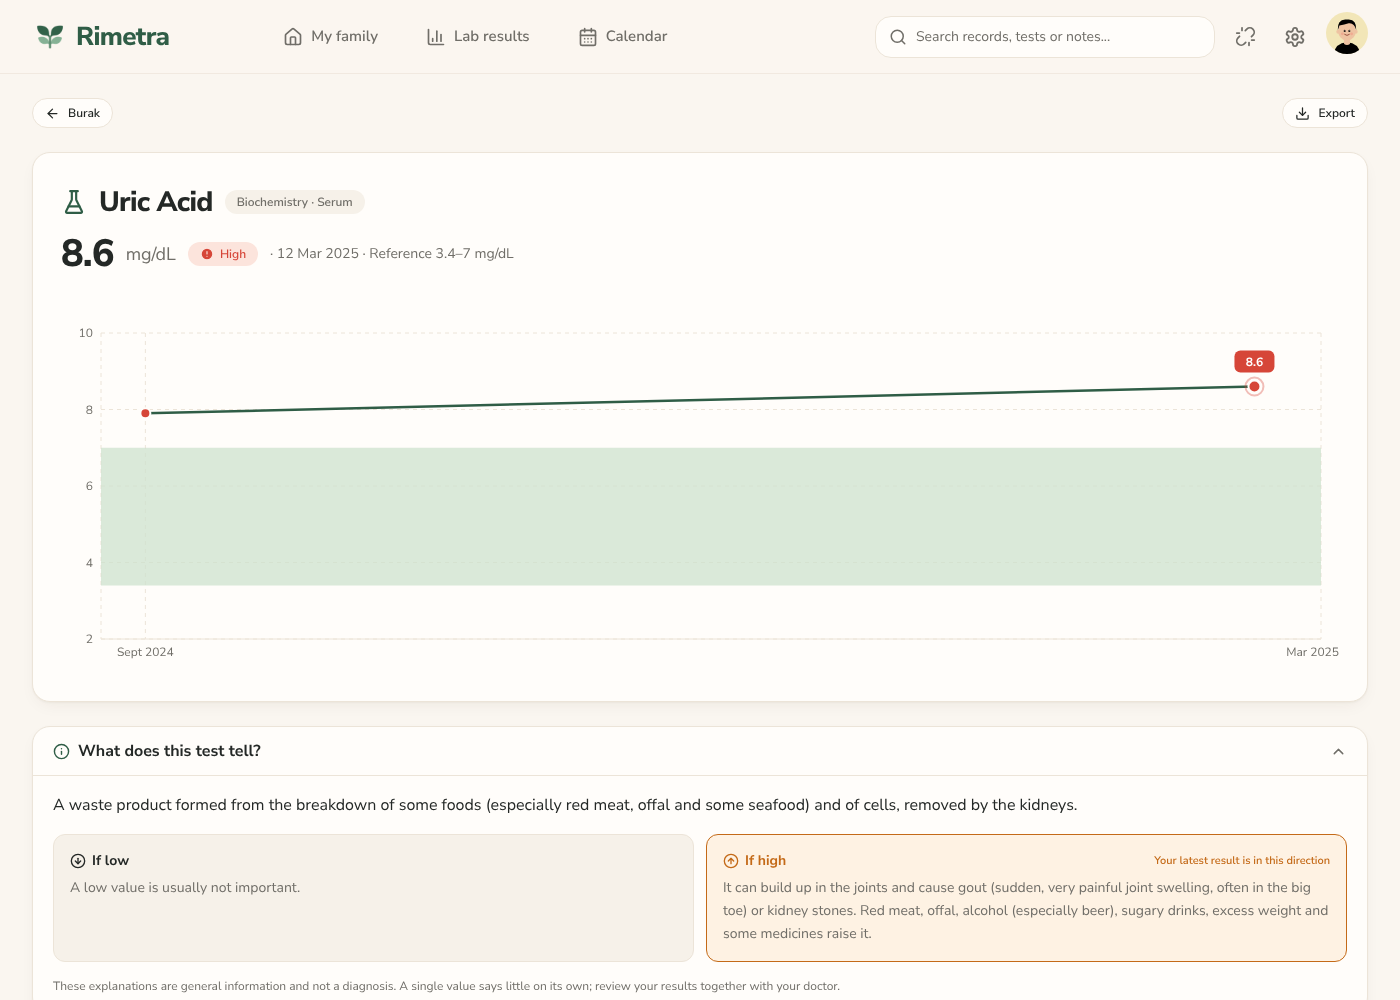 Rimetra
My family
Lab results
Calendar
Search records, tests or notes...
Burak
Export
Uric Acid
Biochemistry · Serum
8.6 mg/dL
High
· 12 Mar 2025 · Reference 3.4–7 mg/dL
10
8.6
8
6
4
2
Sept 2024
Mar 2025
What does this test tell?
A waste product formed from the breakdown of some foods (especially red meat, offal and some seafood) and of cells, removed by the kidneys.
If low
A low value is usually not important.
If high
Your latest result is in this direction
It can build up in the joints and cause gout (sudden, very painful joint swelling, often in the big
toe) or kidney stones. Red meat, offal, alcohol (especially beer), sugary drinks, excess weight and
some medicines raise it.
These explanations are general information and not a diagnosis. A single value says little on its own; review your results together with your doctor.